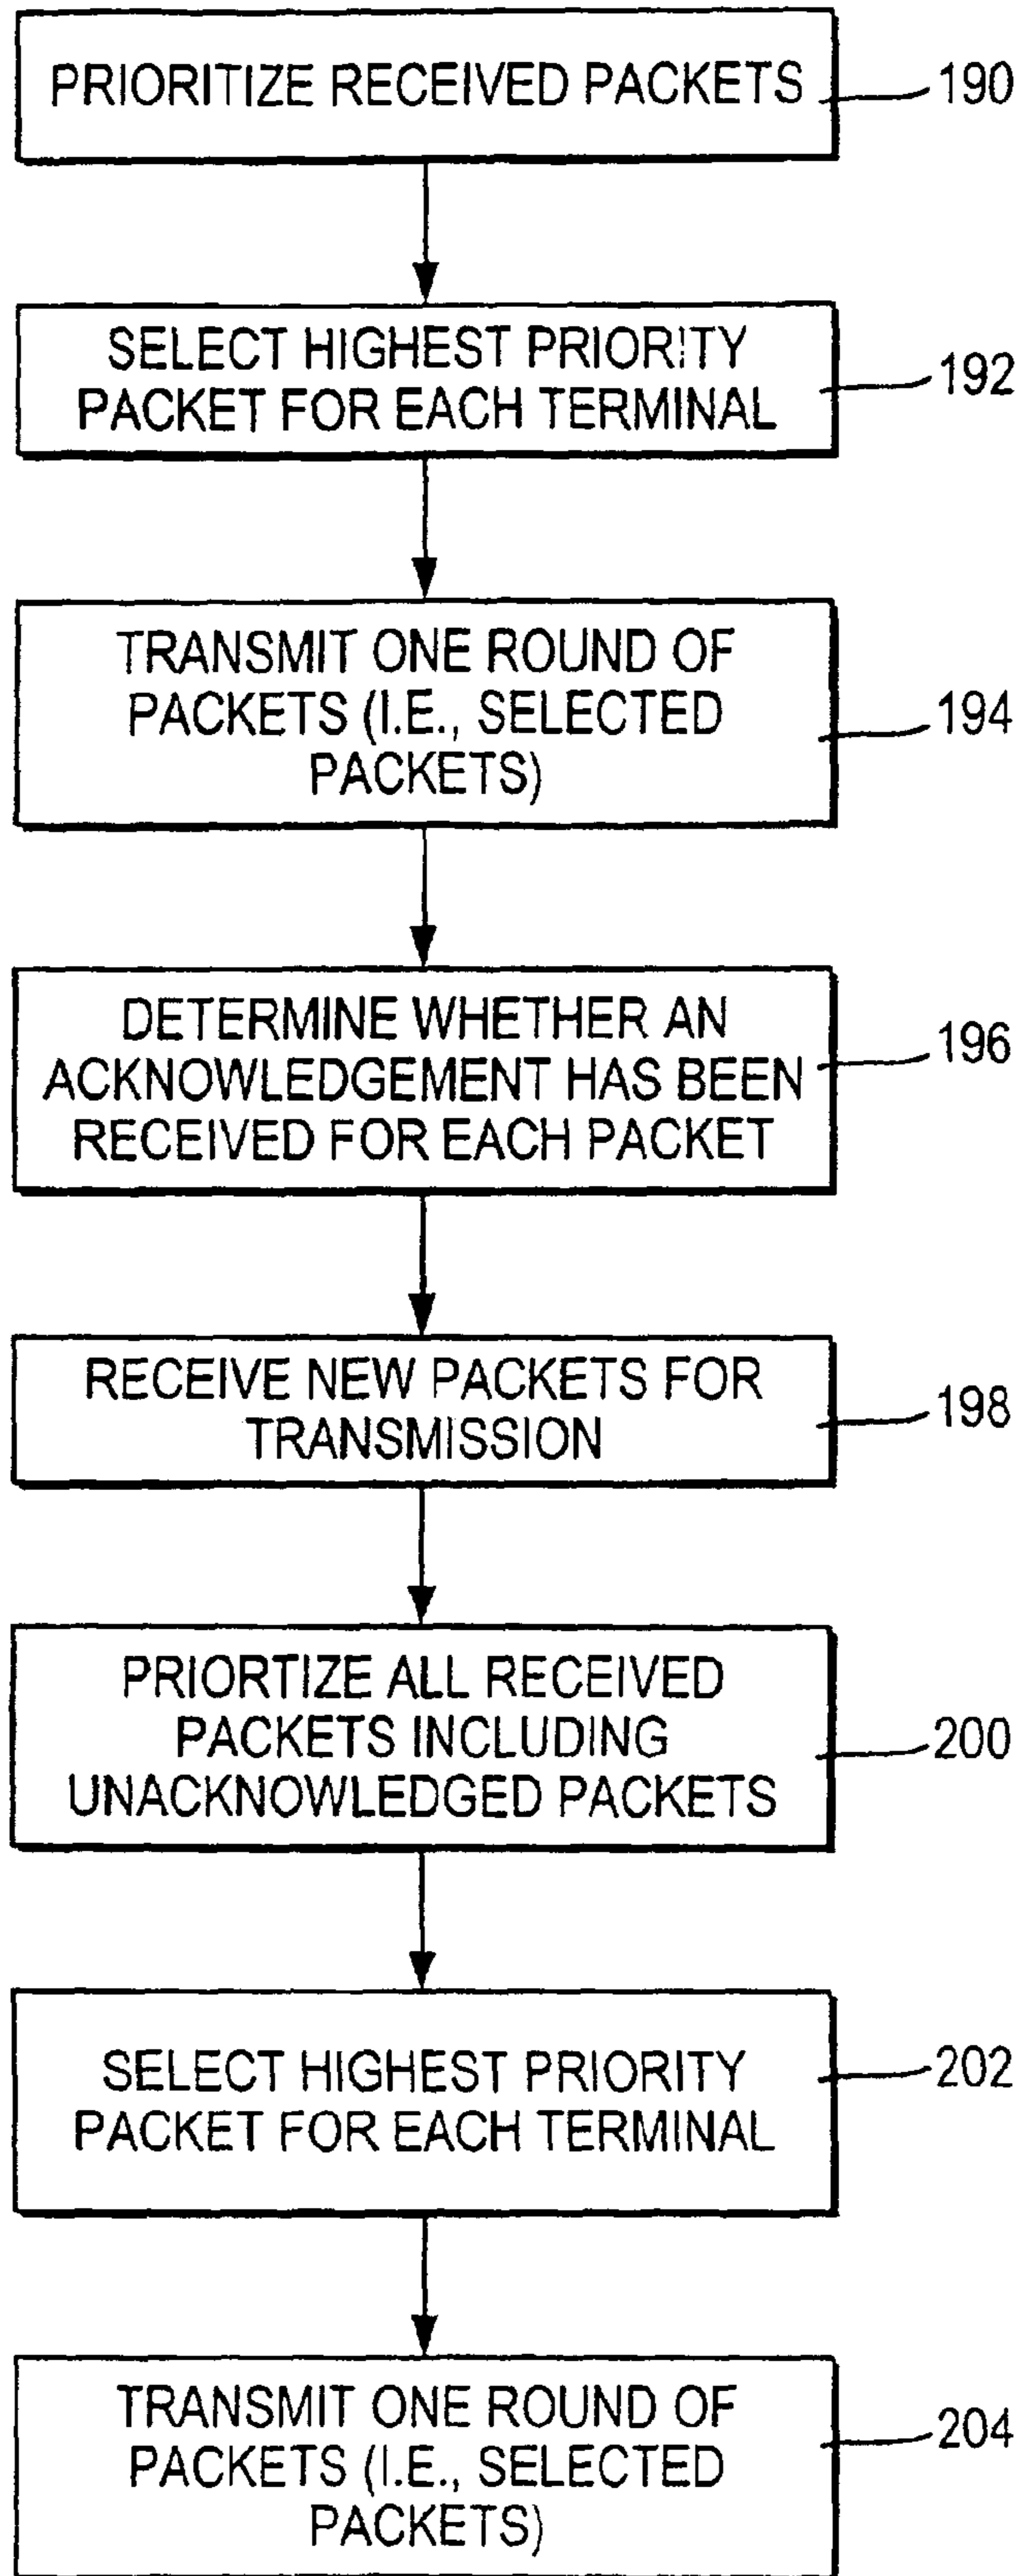 PRIORITIZE RECEIVED PACKETS
190
SELECT HIGHEST PRIORITY
PACKET FOR EACH TERMINAL
192
TRANSMIT ONE ROUND OF
PACKETS (I.E., SELECTED
PACKETS)
194
DETERMINE WHETHER AN
ACKNOWLEDGEMENT HAS BEEN
RECEIVED FOR EACH PACKET
196
RECEIVE NEW PACKETS FOR
TRANSMISSION
198
PRIORTIZE ALL RECEIVED
PACKETS INCLUDING
UNACKNOWLEDGED PACKETS
200
SELECT HIGHEST PRIORITY
PACKET FOR EACH TERMINAL
202
TRANSMIT ONE ROUND OF
PACKETS (I.E., SELECTED
PACKETS)
204